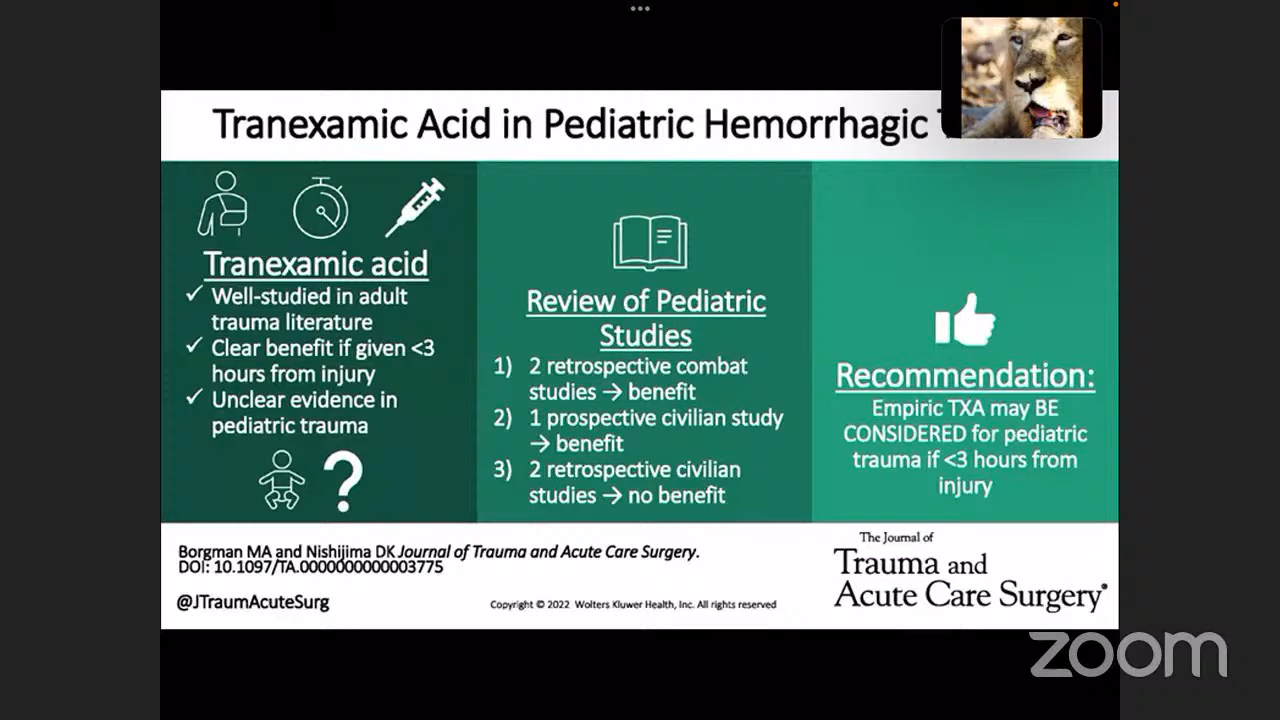 Tranexamic Acid in Pediatric Hemorrhagic
Tranexamic acid
✓ Well-studied in adult
trauma literature
✓ Clear benefit if given <3
hours from injury
✓ Unclear evidence in
pediatric trauma
?
Review of Pediatric
Studies
1) 2 retrospective combat
studies → benefit
2) 1 prospective civilian study
→ benefit
3) 2 retrospective civilian
studies → no benefit
Recommendation:
Empiric TXA may BE
CONSIDERED for pediatric
trauma if <3 hours from
injury
Borgman MA and Nishijima DK Journal of Trauma and Acute Care Surgery.
DOI: 10.1097/TA.0000000000003775
@JTraumAcuteSurg
Copyright © 2022 Wolters Kluwer Health, Inc. All rights reserved
The Journal of
Trauma and
Acute Care Surgery®
zoom